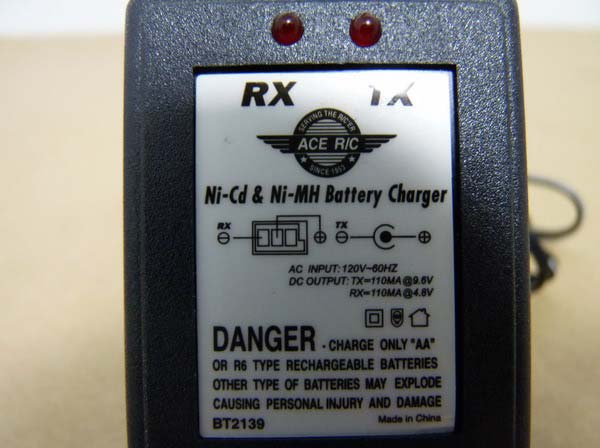 RX TX
SERVING THE R/C'ER
ACE R/C
SINCE 1953
Ni-Cd & Ni-MH Battery Charger
RX TX
AC INPUT: 120V~60HZ
DC OUTPUT: TX=110MA@9.6V
RX=110MA@4.8V
DANGER - CHARGE ONLY "AA"
OR R6 TYPE RECHARGEABLE BATTERIES
OTHER TYPE OF BATTERIES MAY EXPLODE
CAUSING PERSONAL INJURY AND DAMAGE
BT2139 Made in China